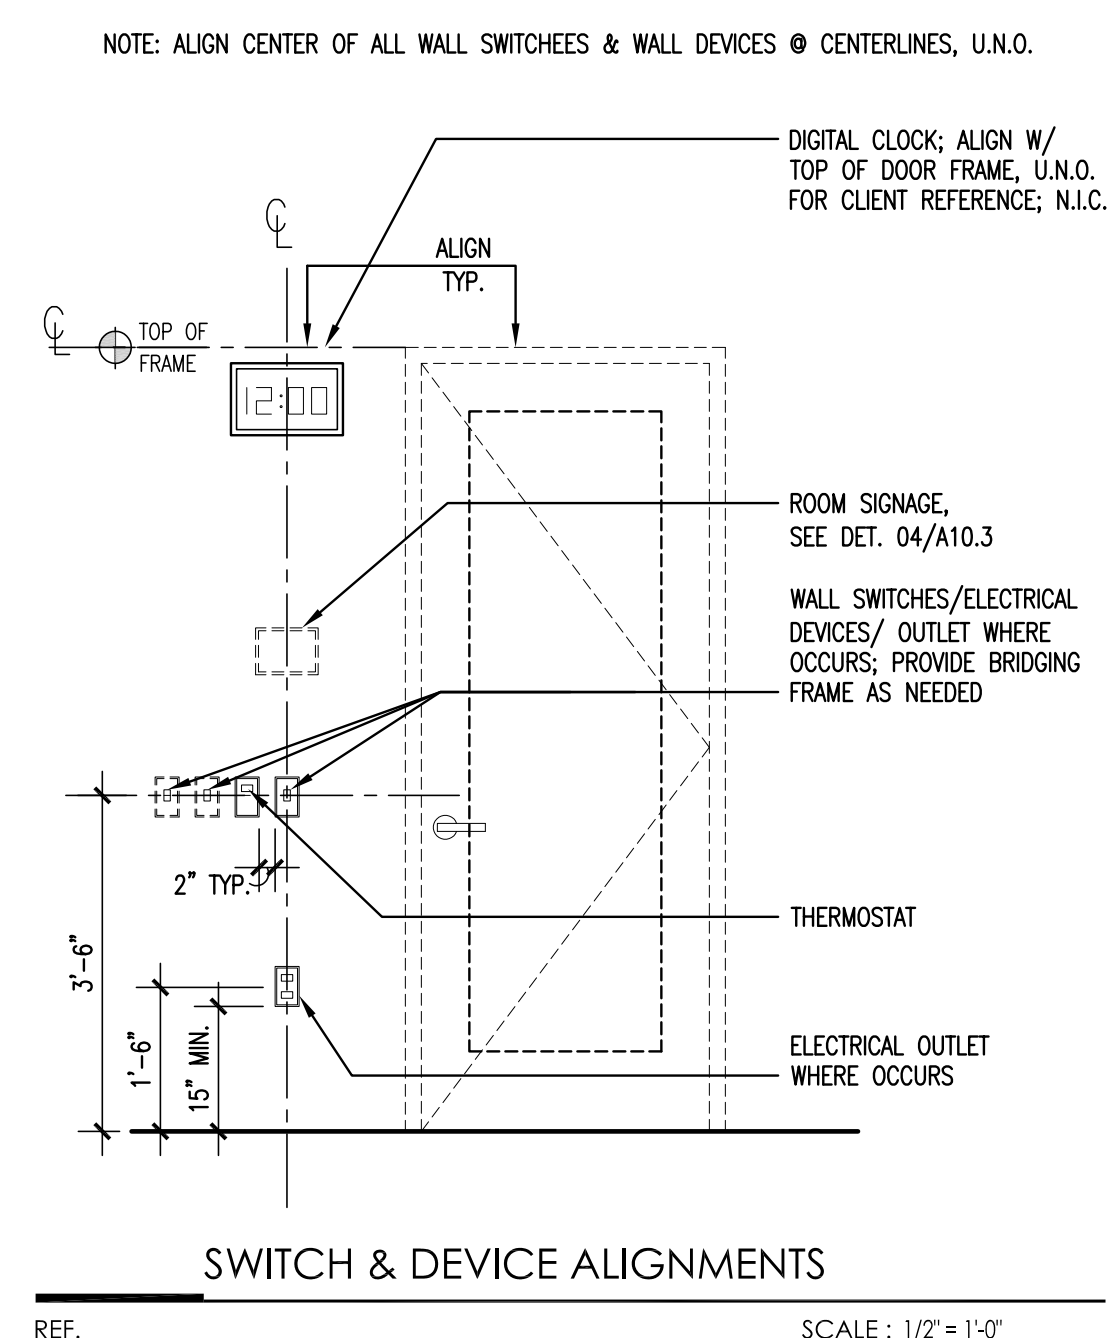 NOTE: ALIGN CENTER OF ALL WALL SWITCHEES & WALL DEVICES @ CENTERLINES, U.N.O.
DIGITAL CLOCK; ALIGN W/
TOP OF DOOR FRAME, U.N.O.
FOR CLIENT REFERENCE; N.I.C.
CL
ALIGN
TYP.
CL
TOP OF
FRAME
12:00
ROOM SIGNAGE,
SEE DET. 04/A10.3
WALL SWITCHES/ELECTRICAL
DEVICES/ OUTLET WHERE
OCCURS; PROVIDE BRIDGING
FRAME AS NEEDED
2" TYP.
THERMOSTAT
3'-6"
1'-6"
15" MIN.
ELECTRICAL OUTLET
WHERE OCCURS
SWITCH & DEVICE ALIGNMENTS
REF.
SCALE : 1/2" = 1'-0"